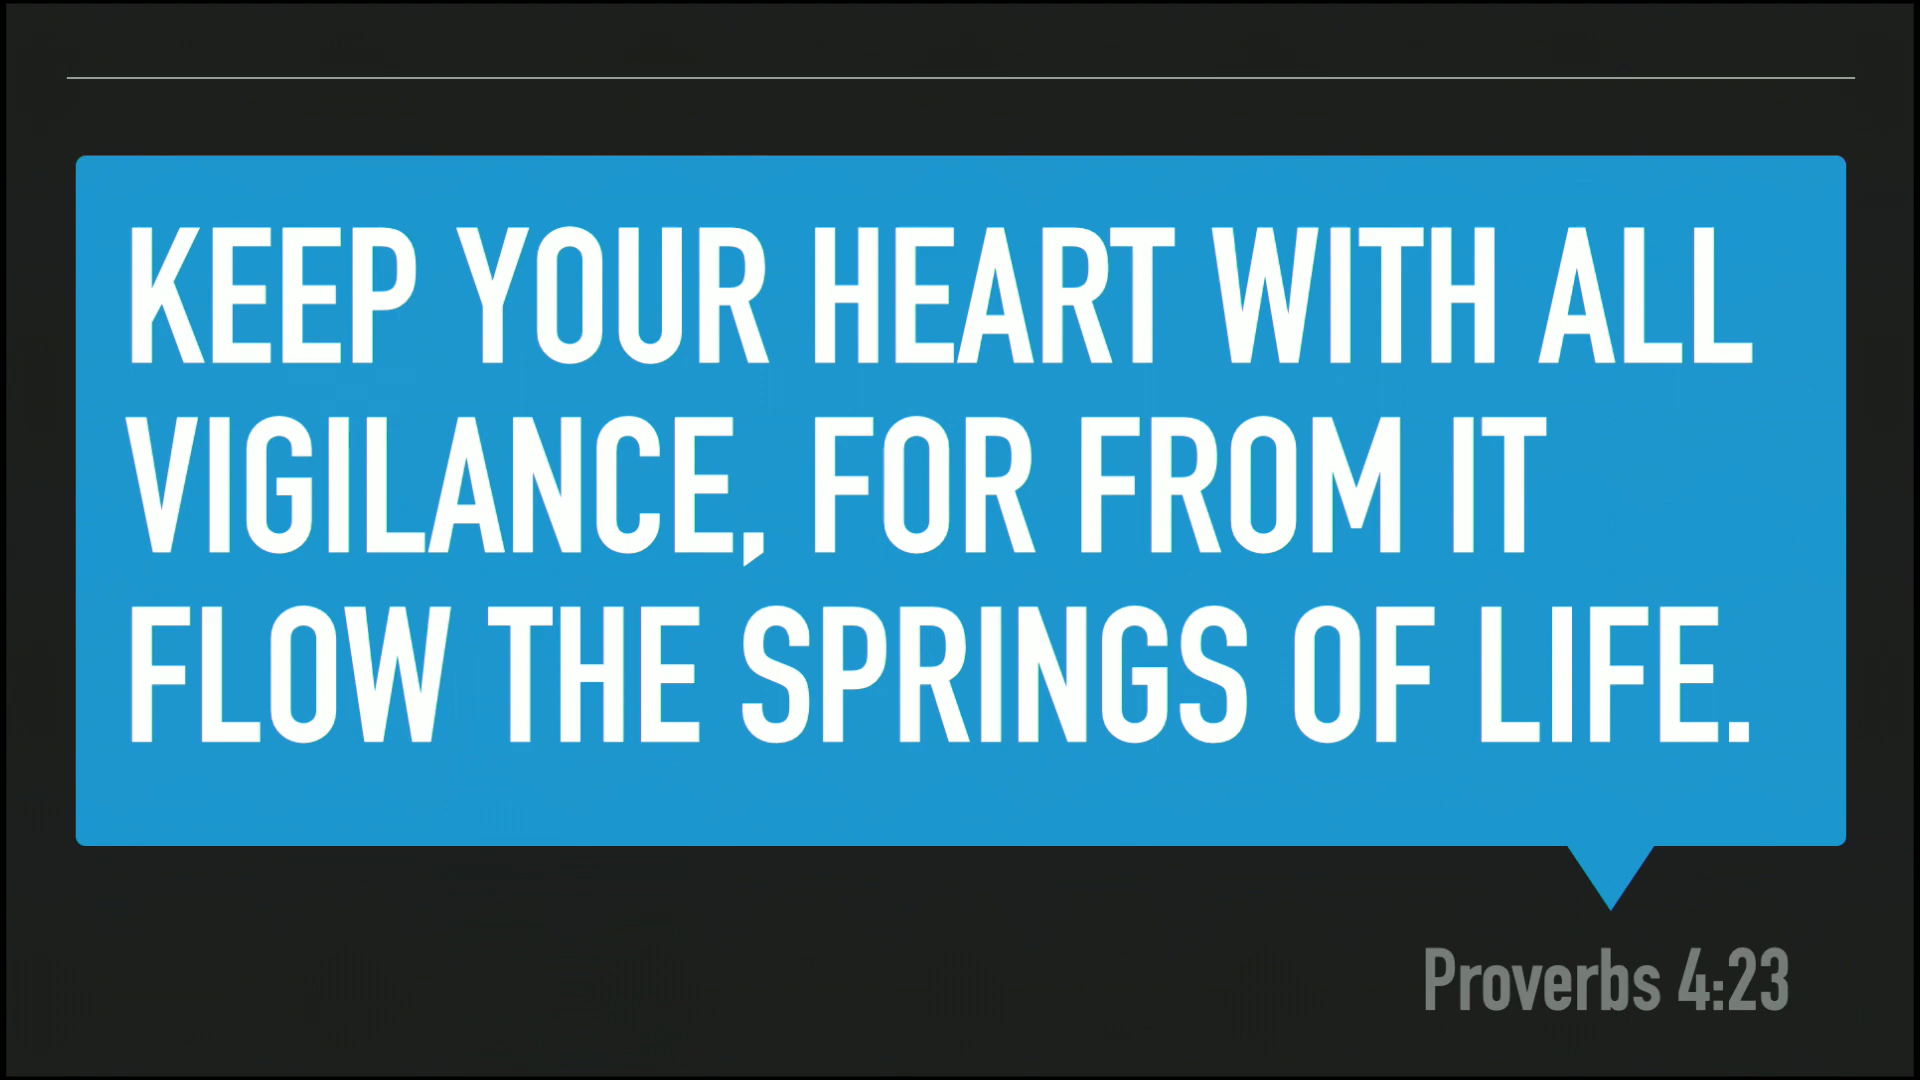 KEEP YOUR HEART WITH ALL
VIGILANCE, FOR FROM IT
FLOW THE SPRINGS OF LIFE.
Proverbs 4:23